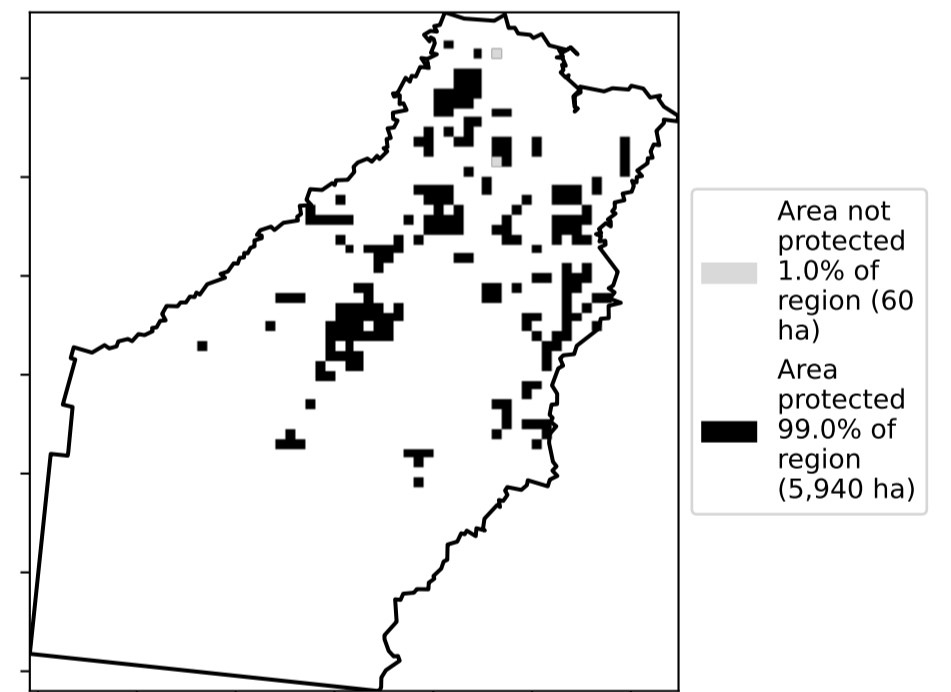 Area not
protected
1.0% of
region (60
ha)
Area
protected
99.0% of
region
(5,940 ha)